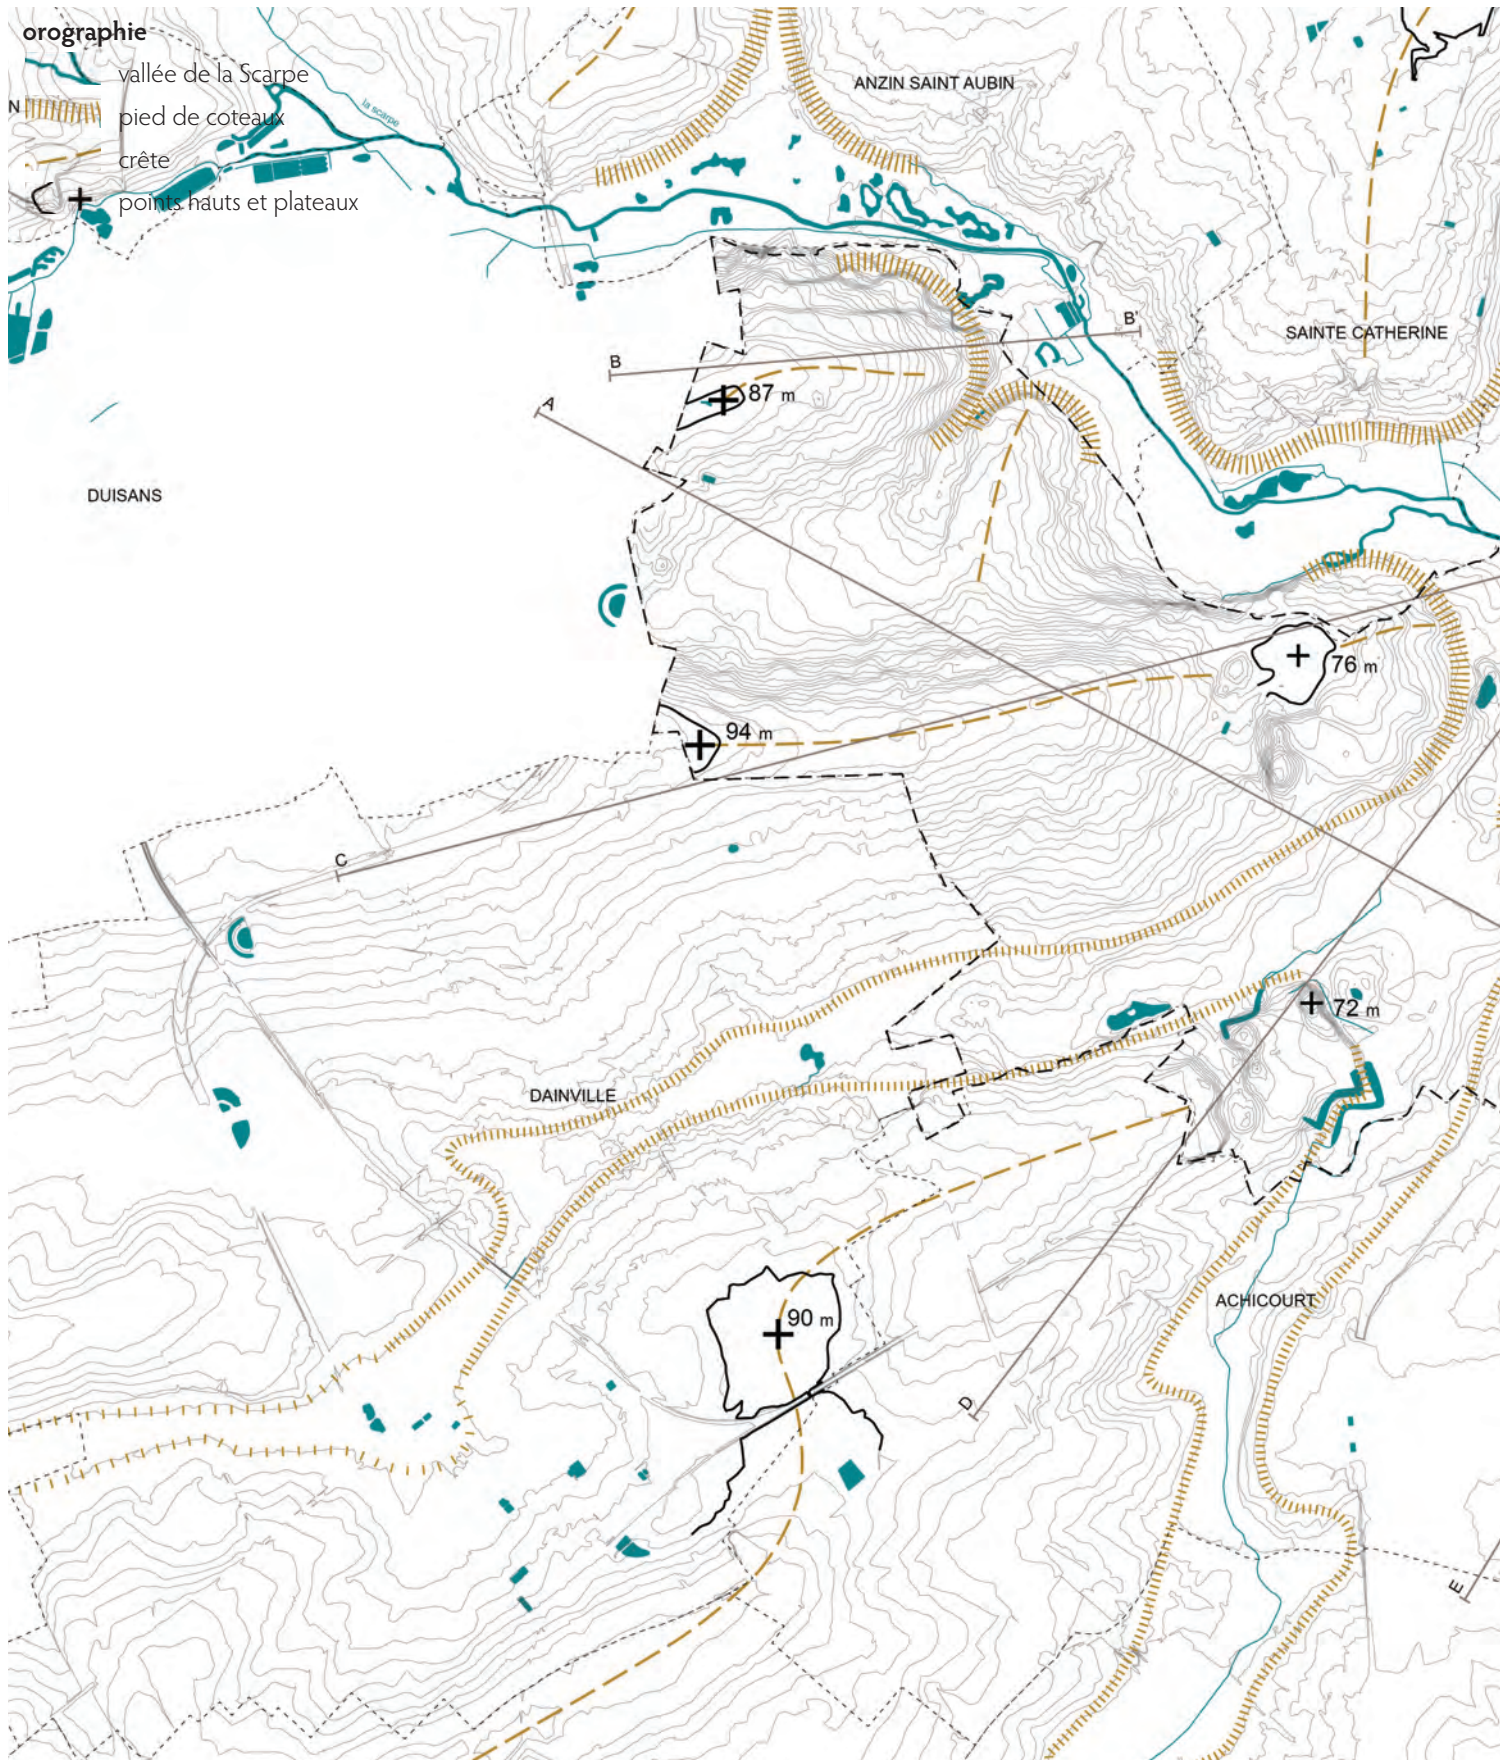 orographie
vallée de la Scarpe
N
pied de coteaux
crête
points hauts et plateaux
la scarpe
ANZIN SAINT AUBIN
SAINTE CATHERINE
B
B'
A
87 m
DUISANS
76 m
94 m
C
72 m
DAINVILLE
ACHICOURT
90 m
D
E